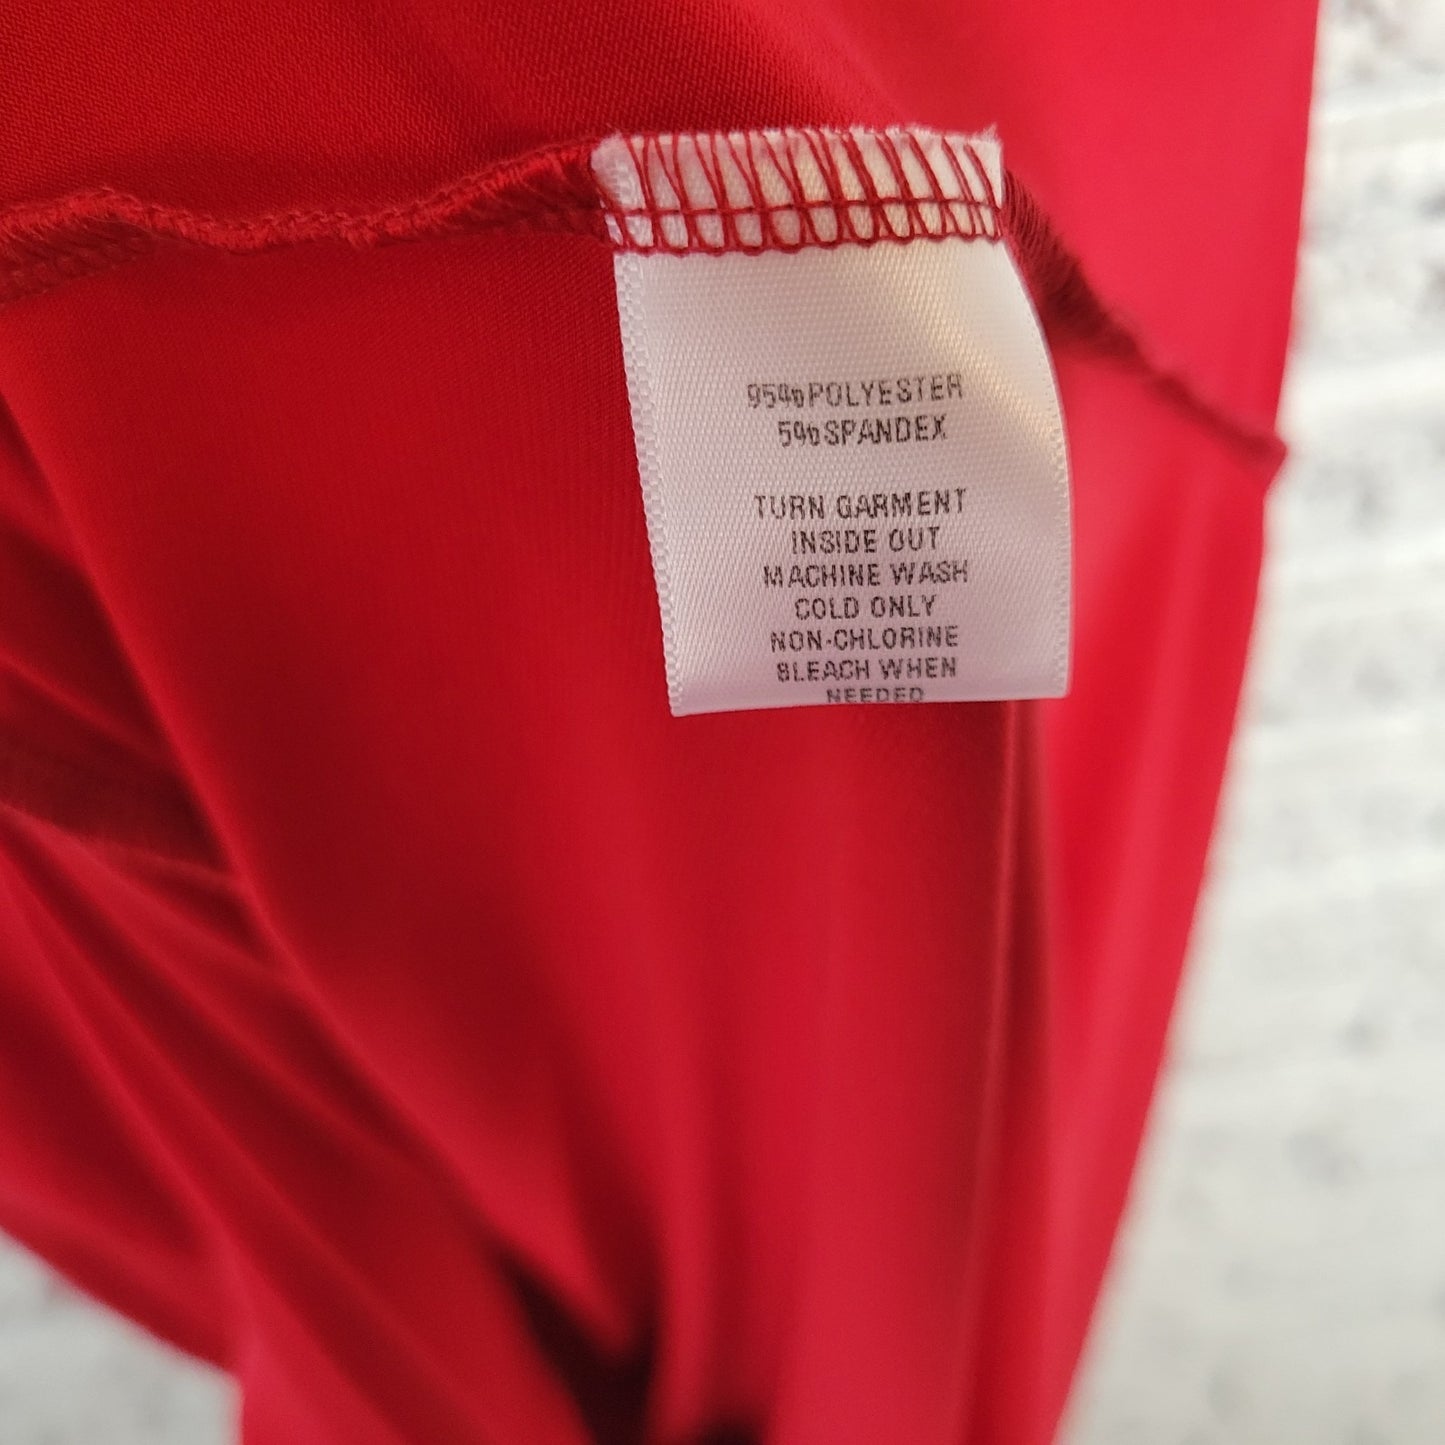 95%POLYESTER
5%SPANDEX
TURN GARMENT
INSIDE OUT
MACHINE WASH
COLD ONLY
NON-CHLORINE
BLEACH WHEN
NEEDED